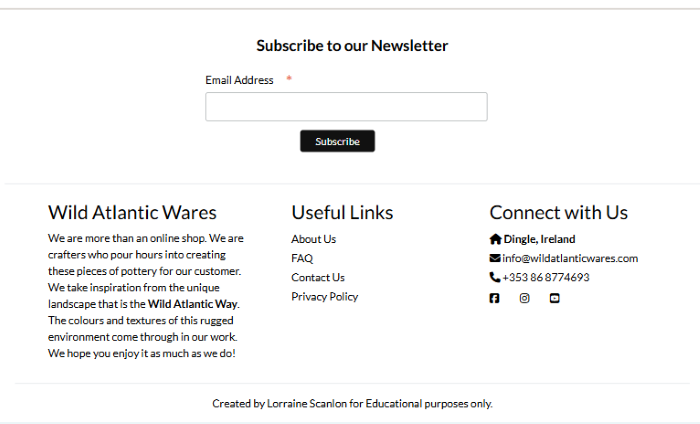 Subscribe to our Newsletter
Email Address *
Subscribe
Wild Atlantic Wares
We are more than an online shop. We are
crafters who pour hours into creating
these pieces of pottery for our customer.
We take inspiration from the unique
landscape that is the Wild Atlantic Way.
The colours and textures of this rugged
environment come through in our work.
We hope you enjoy it as much as we do!
Useful Links
About Us
FAQ
Contact Us
Privacy Policy
Connect with Us
Dingle, Ireland
info@wildatlanticwares.com
+353 86 8774693
Created by Lorraine Scanlon for Educational purposes only.